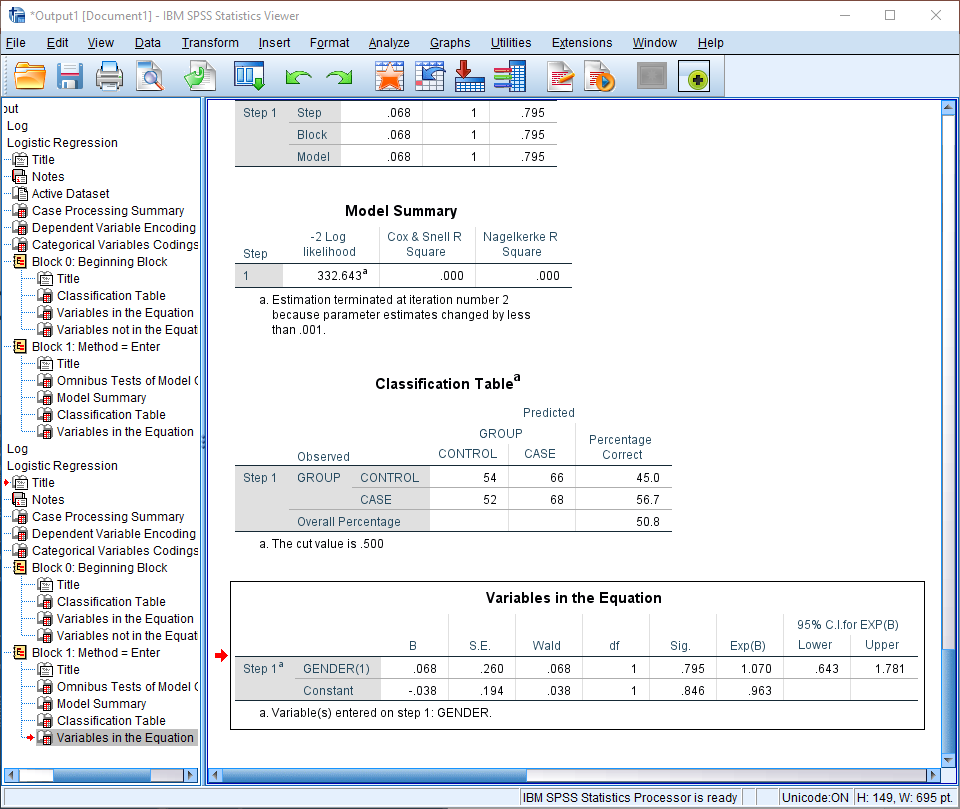 *Output1 [Document1] - IBM SPSS Statistics Viewer
File Edit View Data Transform Insert Format Analyze Graphs Utilities Extensions Window Help
out
Log
Logistic Regression
Title
Notes
Active Dataset
Case Processing Summary
Dependent Variable Encoding
Categorical Variables Codings
Block 0: Beginning Block
Title
Classification Table
Variables in the Equation
Variables not in the Equat
Block 1: Method = Enter
Title
Omnibus Tests of Model C
Model Summary
Classification Table
Variables in the Equation
Log
Logistic Regression
Title
Notes
Case Processing Summary
Dependent Variable Encoding
Categorical Variables Codings
Block 0: Beginning Block
Title
Classification Table
Variables in the Equation
Variables not in the Equat
Block 1: Method = Enter
Title
Omnibus Tests of Model C
Model Summary
Classification Table
Variables in the Equation
Step 1 Step .068 1 .795
Block .068 1 .795
Model .068 1 .795
Model Summary
Step -2 Log likelihood Cox & Snell R Square Nagelkerke R Square
1 332.643a .000 .000
a. Estimation terminated at iteration number 2
because parameter estimates changed by less
than .001.
Classification Tablea
Predicted
GROUP
Observed CONTROL CASE Percentage Correct
Step 1 GROUP CONTROL 54 66 45.0
CASE 52 68 56.7
Overall Percentage 50.8
a. The cut value is .500
Variables in the Equation
95% C.I.for EXP(B)
B S.E. Wald df Sig. Exp(B) Lower Upper
Step 1a GENDER(1) .068 .260 .068 1 .795 1.070 .643 1.781
Constant -.038 .194 .038 1 .846 .963
a. Variable(s) entered on step 1: GENDER.
IBM SPSS Statistics Processor is ready Unicode:ON H: 149, W: 695 pt.